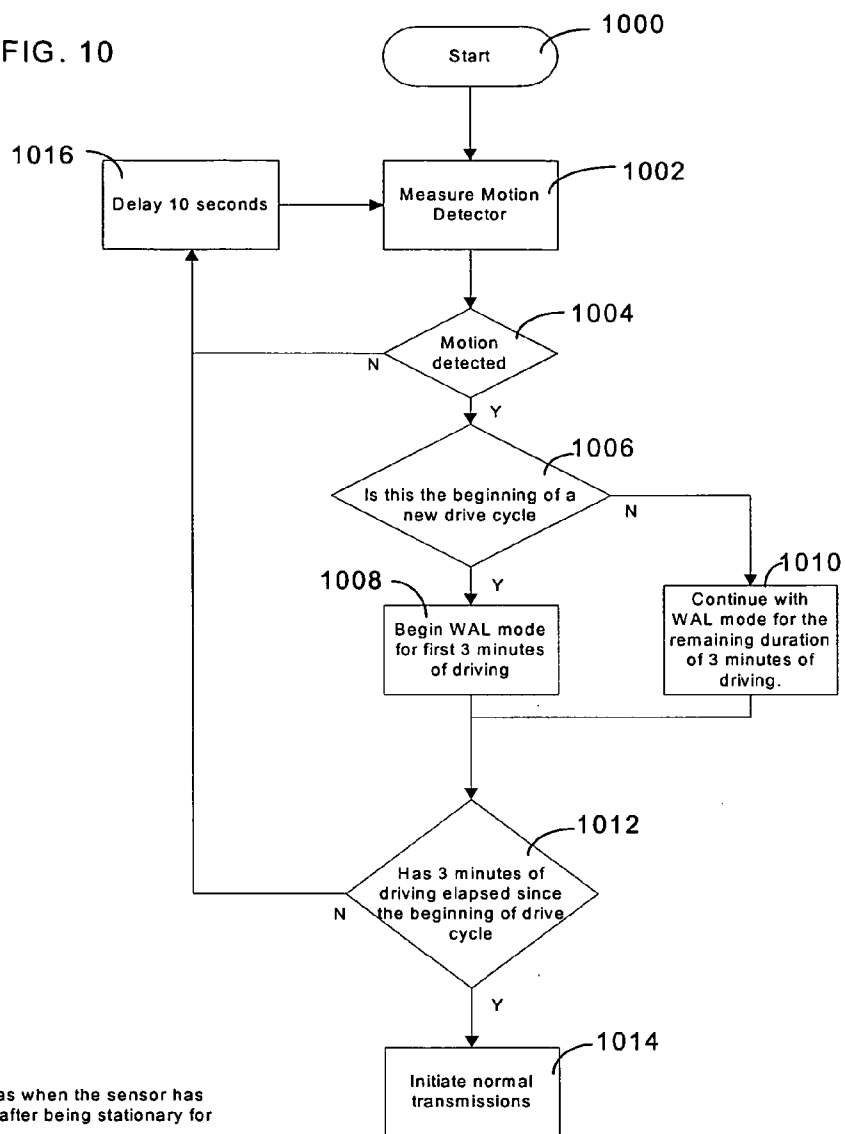 FIG. 10
1000
Start
1016
Delay 10 seconds
1002
Measure Motion
Detector
1004
Motion
detected
N
Y
1006
Is this the beginning of a
new drive cycle
N
Y
1008
Begin WAL mode
for first 3 minutes
of driving
1010
Continue with
WAL mode for the
remaining duration
of 3 minutes of
driving.
1012
Has 3 minutes of
driving elapsed since
the beginning of drive
cycle
N
Y
1014
Initiate normal
transmissions
as when the sensor has
after being stationary for